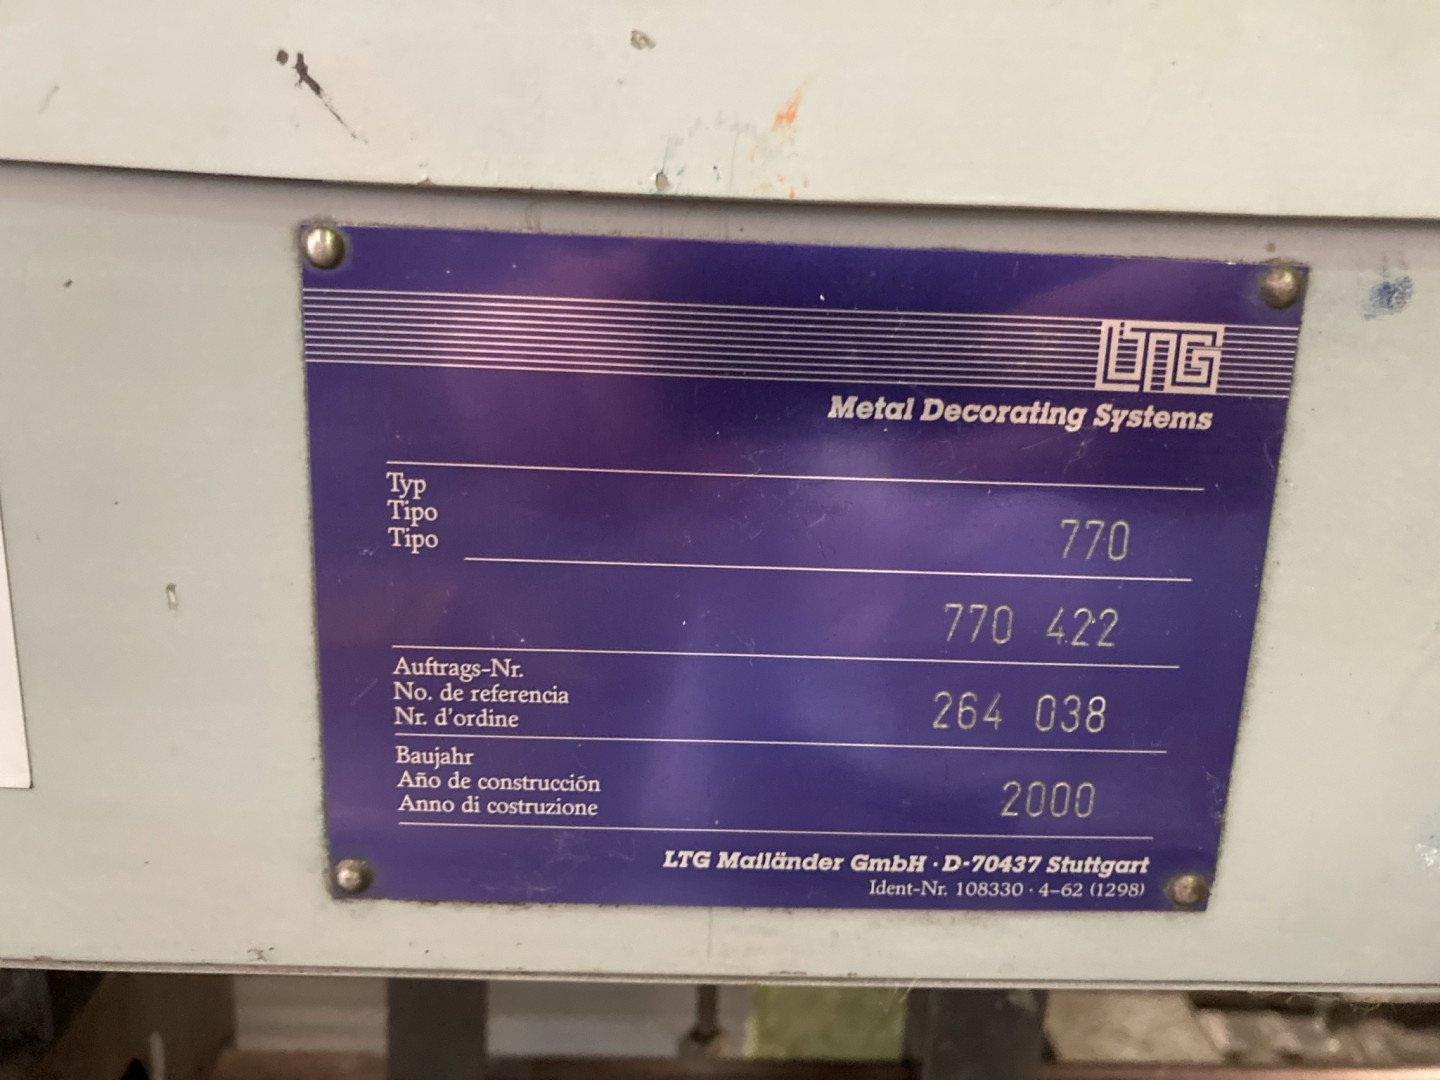 LTG
Metal Decorating Systems
Typ
Tipo
Tipo
770
770 422
Auftrags-Nr.
No. de referencia
Nr. d'ordine
264 038
Baujahr
Año de construcción
Anno di costruzione
2000
LTG Mailänder GmbH · D-70437 Stuttgart
Ident-Nr. 108330 · 4–62 (1298)